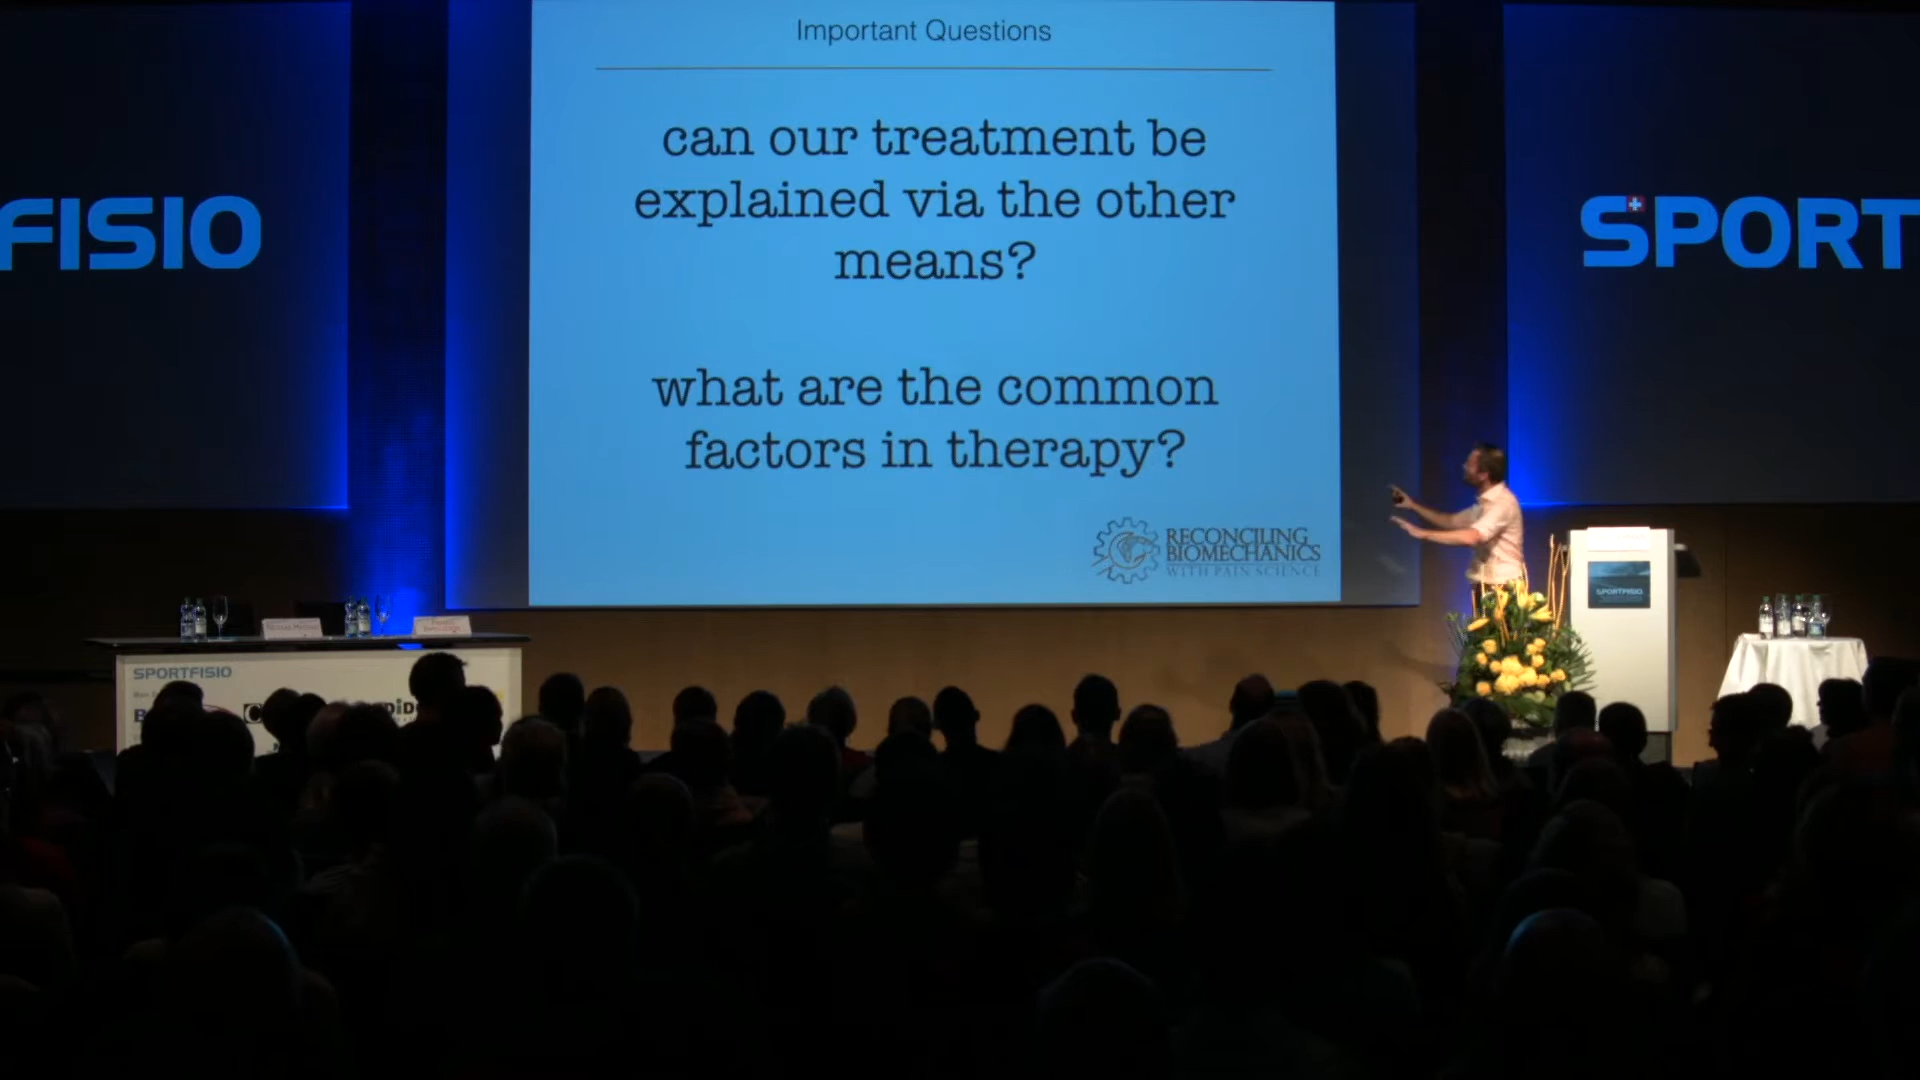 Important Questions
can our treatment be
explained via the other
means?
what are the common
factors in therapy?
RECONCILING
BIOMECHANICS
WITH PAIN SCIENCE
FISIO
SPORT
SPORTFISIO
SPORTFISIO